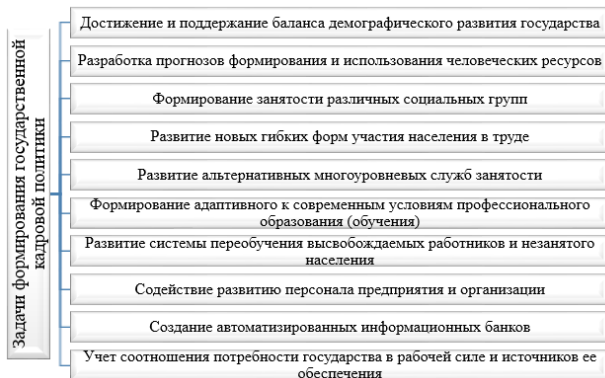 Задачи формирования государственной
кадровой политики
Достижение и поддержание баланса демографического развития государства
Разработка прогнозов формирования и использования человеческих ресурсов
Формирование занятости различных социальных групп
Развитие новых гибких форм участия населения в труде
Развитие альтернативных многоуровневых служб занятости
Формирование адаптивного к современным условиям профессионального
образования (обучения)
Развитие системы переобучения высвобождаемых работников и незанятого
населения
Содействие развитию персонала предприятия и организации
Создание автоматизированных информационных банков
Учет соотношения потребности государства в рабочей силе и источников ее
обеспечения